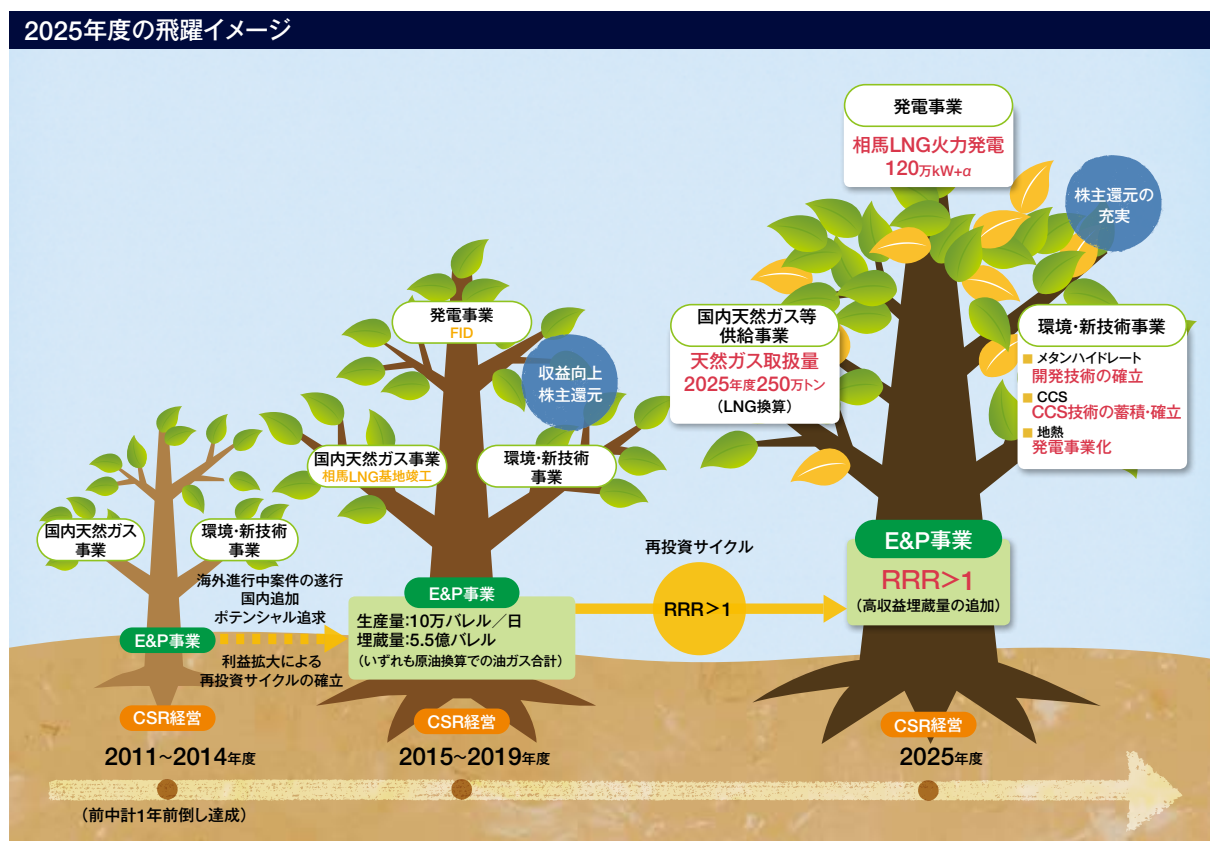 2025年度の飛躍イメージ
国内天然ガス
事業
環境・新技術
事業
海外進行中案件の遂行
国内追加
ポテンシャル追求
E&P事業
利益拡大による
再投資サイクルの確立
CSR経営
2011〜2014年度
（前中計1年前倒し達成）
発電事業
FID
収益向上
株主還元
国内天然ガス事業
相馬LNG基地竣工
環境・新技術
事業
E&P事業
生産量：10万バレル／日
埋蔵量：5.5億バレル
（いずれも原油換算での油ガス合計）
CSR経営
2015〜2019年度
再投資サイクル
RRR＞1
発電事業
相馬LNG火力発電
120万kW+α
株主還元の
充実
国内天然ガス等
供給事業
天然ガス取扱量
2025年度250万トン
（LNG換算）
環境・新技術事業
メタンハイドレート
開発技術の確立
CCS
CCS技術の蓄積・確立
地熱
発電事業化
E&P事業
RRR＞1
（高収益埋蔵量の追加）
CSR経営
2025年度